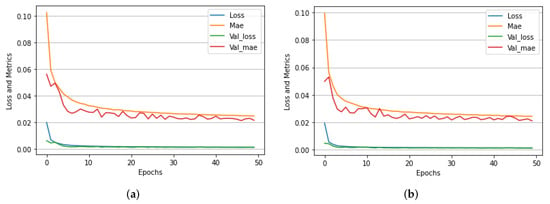 0.10
0.08
0.06
0.04
0.02
0.00
Loss and Metrics
0 10 20 30 40 50
Epochs
Loss
Mae
Val_loss
Val_mae
(a)
0.10
0.08
0.06
0.04
0.02
0.00
Loss and Metrics
0 10 20 30 40 50
Epochs
Loss
Mae
Val_loss
Val_mae
(b)